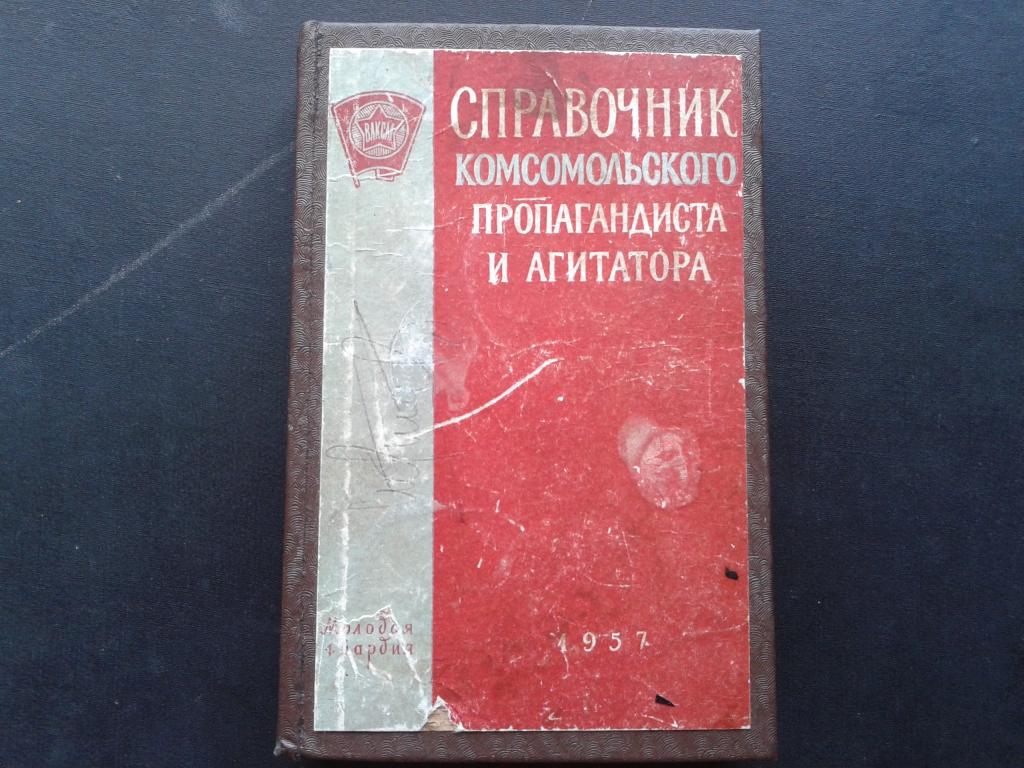 ВЛКСМ
СПРАВОЧНИК
КОМСОМОЛЬСКОГО
ПРОПАГАНДИСТА
И АГИТАТОРА
Молодая
гвардия
1957